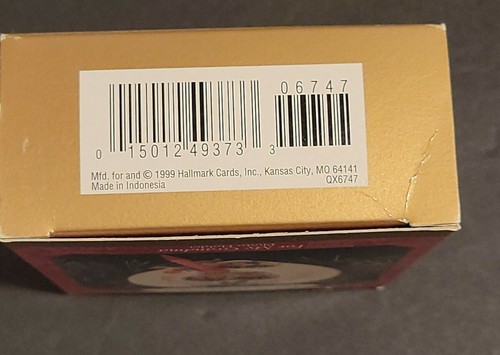 06747
0 15012 49373 3
Mfd. for and © 1999 Hallmark Cards, Inc., Kansas City, MO 64141
Made in Indonesia QX6747